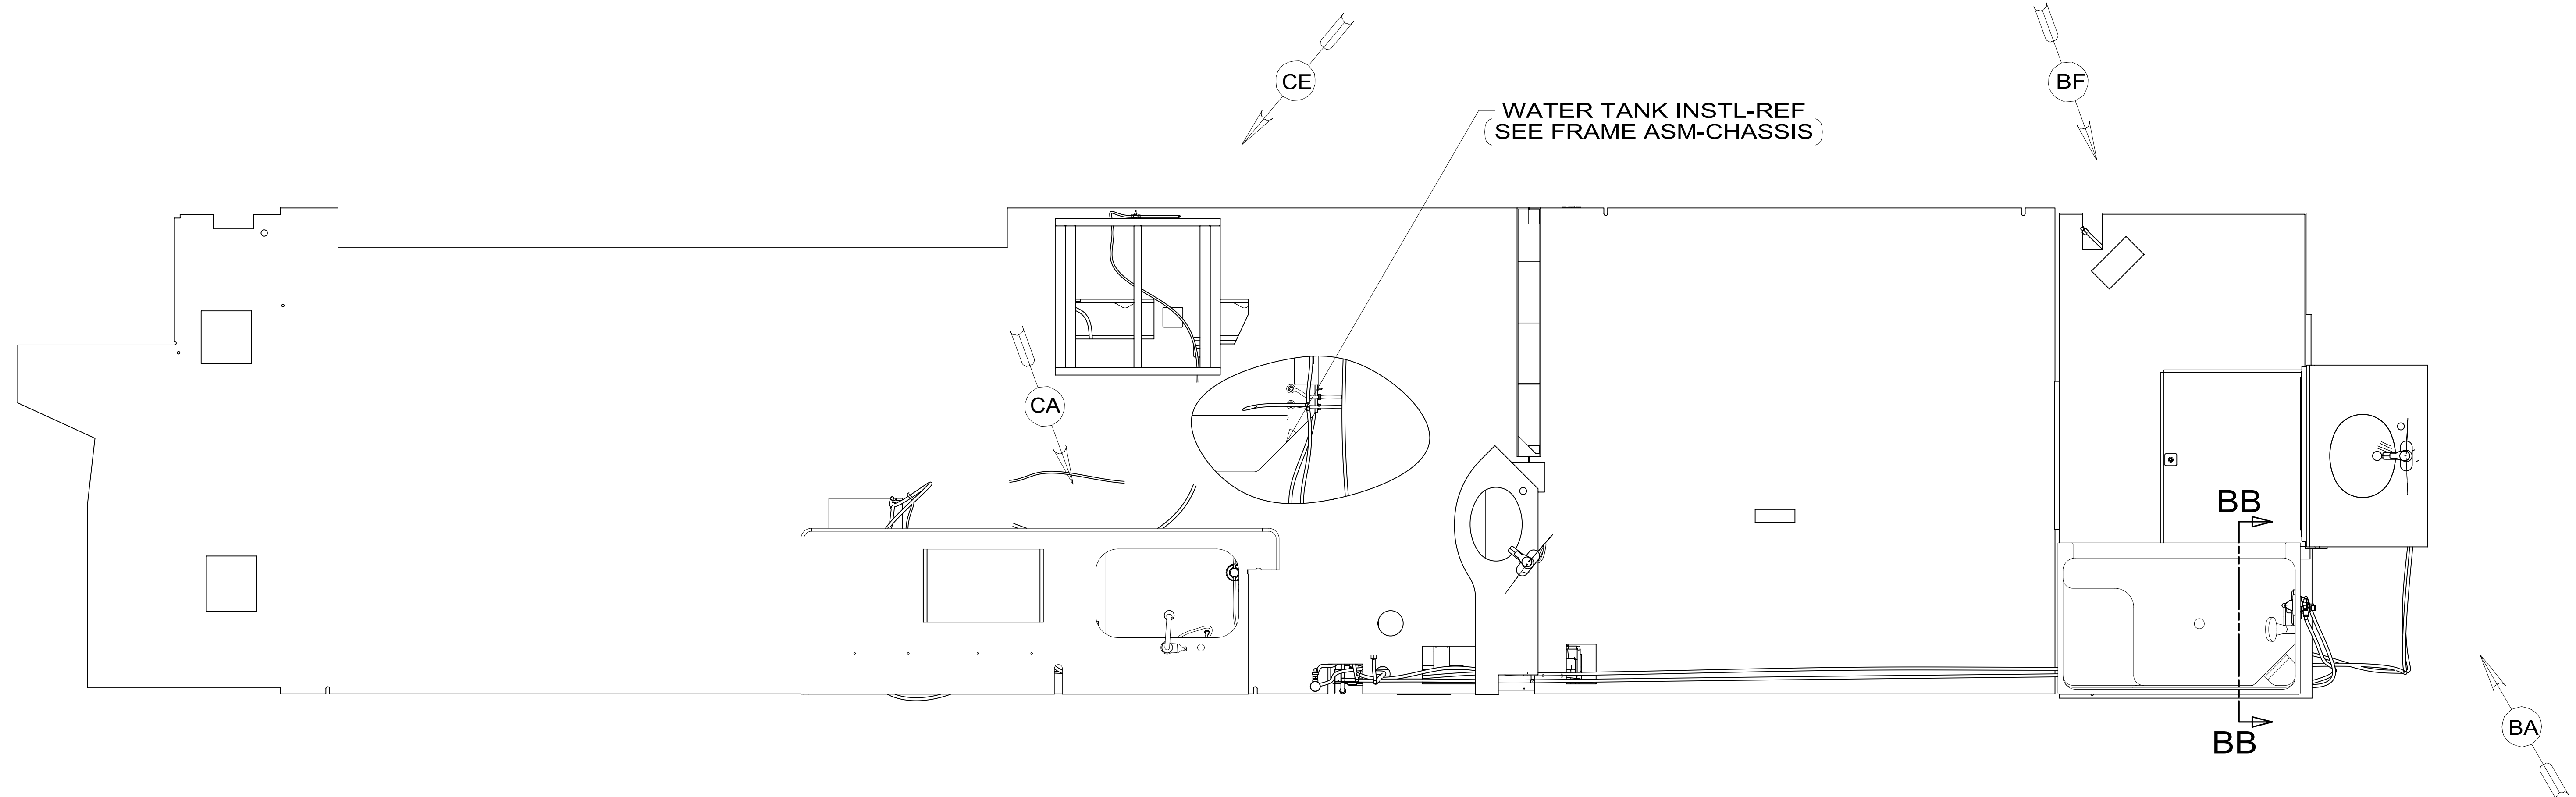 CE
BF
WATER TANK INSTL-REF
(SEE FRAME ASM-CHASSIS)
CA
BB
BB
BA